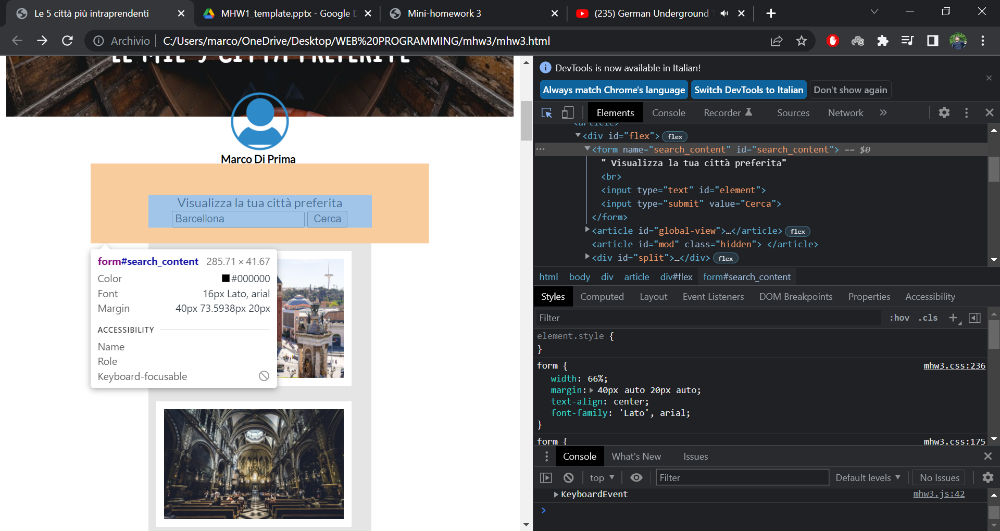 Le 5 città più intraprendenti
MHW1_template.pptx - Google D
Mini-homework 3
(235) German Underground T
Archivio
C:/Users/marco/OneDrive/Desktop/WEB%20PROGRAMMING/mhw3/mhw3.html
LE MIE 5 CITTÀ PREFERITE
Marco Di Prima
Visualizza la tua città preferita
Barcellona
Cerca
form#search_content 285.71 × 41.67
Color #000000
Font 16px Lato, arial
Margin 40px 73.5938px 20px
ACCESSIBILITY
Name
Role
Keyboard-focusable
DevTools is now available in Italian!
Always match Chrome's language
Switch DevTools to Italian
Don't show again
Elements Console Recorder Sources Network »
<article>
<div id="flex"> flex
<form name="search_content" id="search_content"> == $0
" Visualizza la tua città preferita"
<br>
<input type="text" id="element">
<input type="submit" value="Cerca">
</form>
<article id="global-view">…</article> flex
<article id="mod" class="hidden"> </article>
<div id="split">…</div> flex
html body div article div#flex form#search_content
Styles Computed Layout Event Listeners DOM Breakpoints Properties Accessibility
Filter :hov .cls +
element.style {
}
form { mhw3.css:236
width: 66%;
margin: 40px auto 20px auto;
text-align: center;
font-family: 'Lato', arial;
}
form { mhw3.css:175
Console What's New Issues
top Filter Default levels No Issues
KeyboardEvent mhw3.js:42